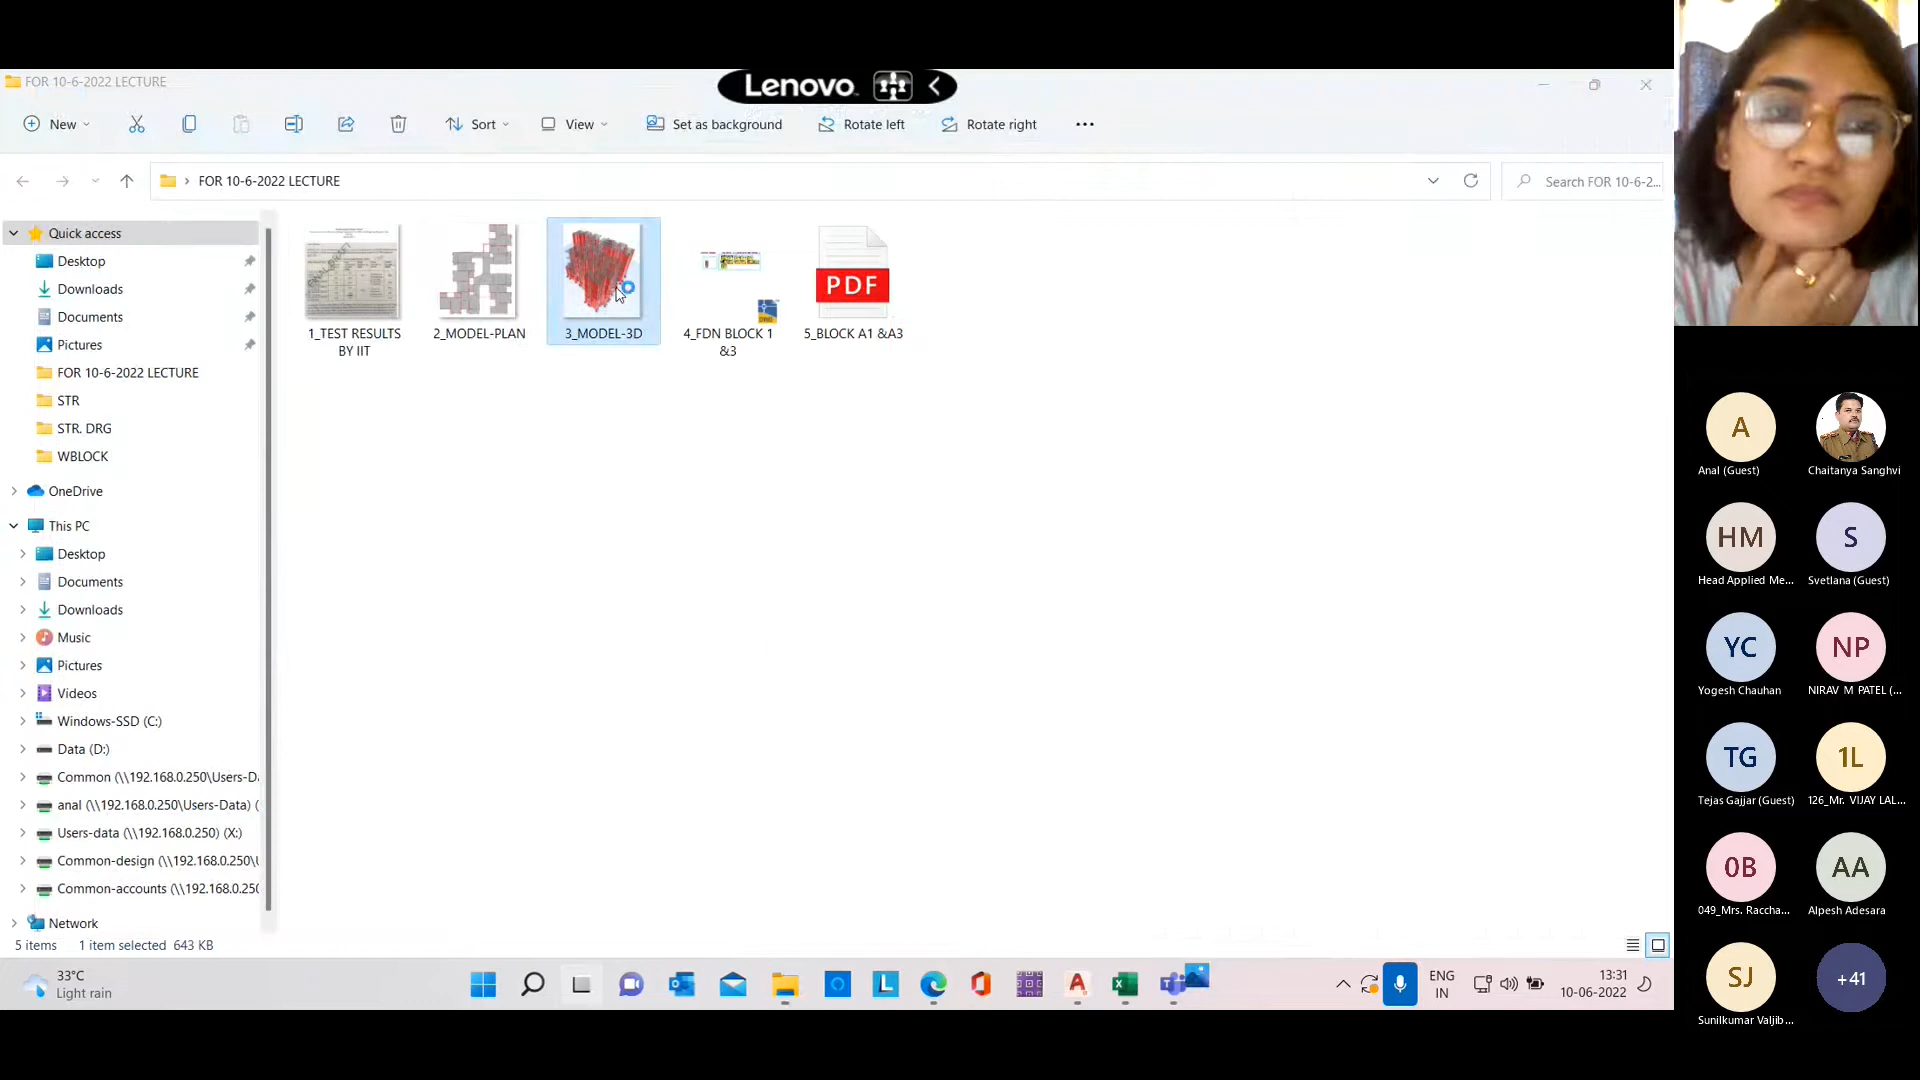 FOR 10-6-2022 LECTURE
Lenovo
New
Sort
View
Set as background
Rotate left
Rotate right
FOR 10-6-2022 LECTURE
Search FOR 10-6-2...
Quick access
Desktop
Downloads
Documents
Pictures
FOR 10-6-2022 LECTURE
STR
STR. DRG
WBLOCK
OneDrive
This PC
Desktop
Documents
Downloads
Music
Pictures
Videos
Windows-SSD (C:)
Data (D:)
Common (\\192.168.0.250\Users-Da
anal (\\192.168.0.250\Users-Data) (
Users-data (\\192.168.0.250) (X:)
Common-design (\\192.168.0.250\U
Common-accounts (\\192.168.0.250
Network
1_TEST RESULTS
BY IIT
2_MODEL-PLAN
3_MODEL-3D
4_FDN BLOCK 1
&3
PDF
5_BLOCK A1 &A3
5 items 1 item selected 643 KB
33°C
Light rain
ENG
IN
13:31
10-06-2022
A
Anal (Guest)
Chaitanya Sanghvi
HM
Head Applied Me...
S
Svetlana (Guest)
YC
Yogesh Chauhan
NP
NIRAV M PATEL (...
TG
Tejas Gajjar (Guest)
1L
126_Mr. VIJAY LAL...
0B
049_Mrs. Raccha...
AA
Alpesh Adesara
SJ
Sunilkumar Valjib...
+41